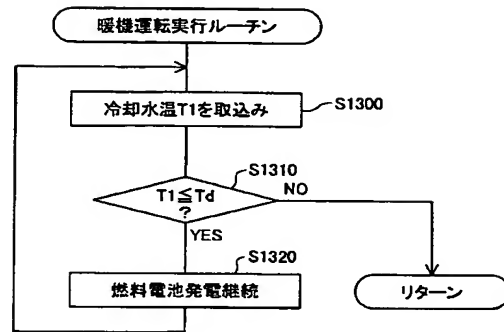 暖機運転実行ルーチン
冷却水温T1を取込み
S1300
T1≦Td
?
S1310
NO
YES
S1320
燃料電池発電継続
リターン